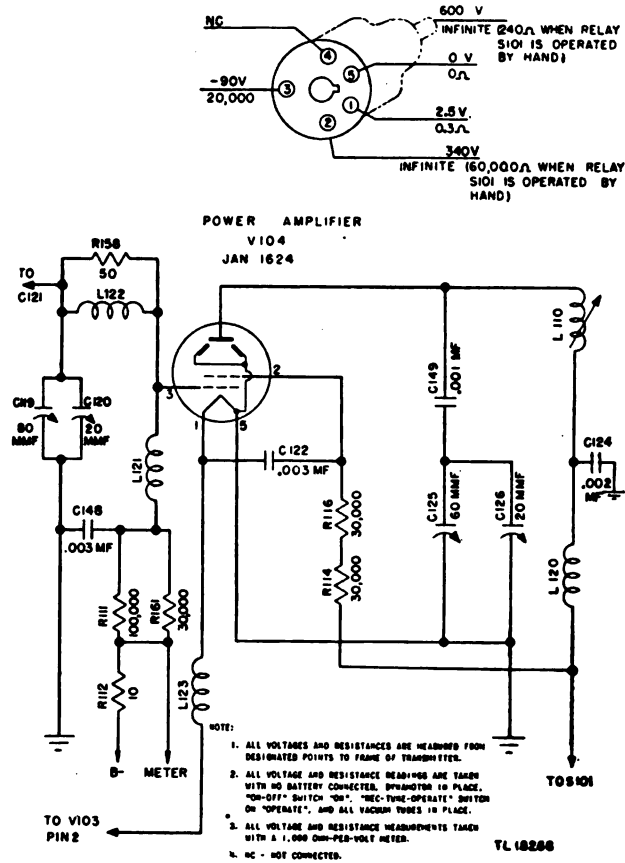 600 V
NC
INFINITE (240Ω WHEN RELAY
S101 IS OPERATED
BY HAND)
4
5
0 V
0Ω
-90V
20,000
3
1
2.5V
0.3Ω
2
340V
INFINITE (60,000Ω WHEN RELAY
S101 IS OPERATED BY
HAND)
POWER AMPLIFIER
V104
JAN 1624
R158
50
TO
C121
L122
L110
C149
.001 MF
2
3
1
5
C119
80
MMF
C120
20
MMF
L121
C122
.003 MF
C124
.002
MF
C125
60 MMF
C126
20 MMF
R116
30,000
C148
.003 MF
R114
30,000
L120
R111
100,000
R161
30,000
R112
10
L123
B-
METER
TO S101
NOTE:
1. ALL VOLTAGES AND RESISTANCES ARE MEASURED FROM
DESIGNATED POINTS TO FRAME OF TRANSMITTER.
2. ALL VOLTAGE AND RESISTANCE READINGS ARE TAKEN
WITH NO BATTERY CONNECTED, DYNAMOTOR IN PLACE,
"ON-OFF" SWITCH "ON", "REC-TUNE-OPERATE" SWITCH
ON "OPERATE", AND ALL VACUUM TUBES IN PLACE.
3. ALL VOLTAGE AND RESISTANCE MEASUREMENTS TAKEN
WITH A 1,000 OHM-PER-VOLT METER.
4. NC - NOT CONNECTED.
TO V103
PIN 2
TL 18266